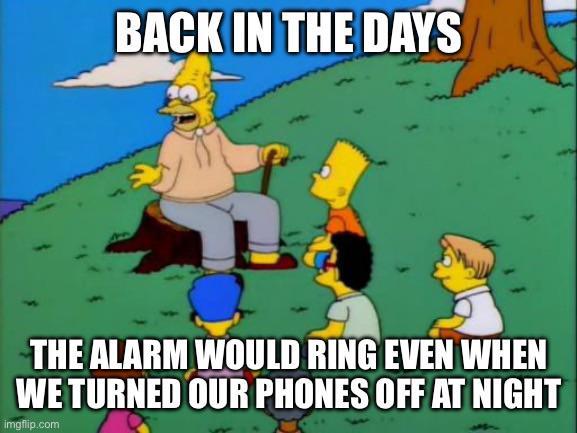 BACK IN THE DAYS
THE ALARM WOULD RING EVEN WHEN
WE TURNED OUR PHONES OFF AT NIGHT
imgflip.com